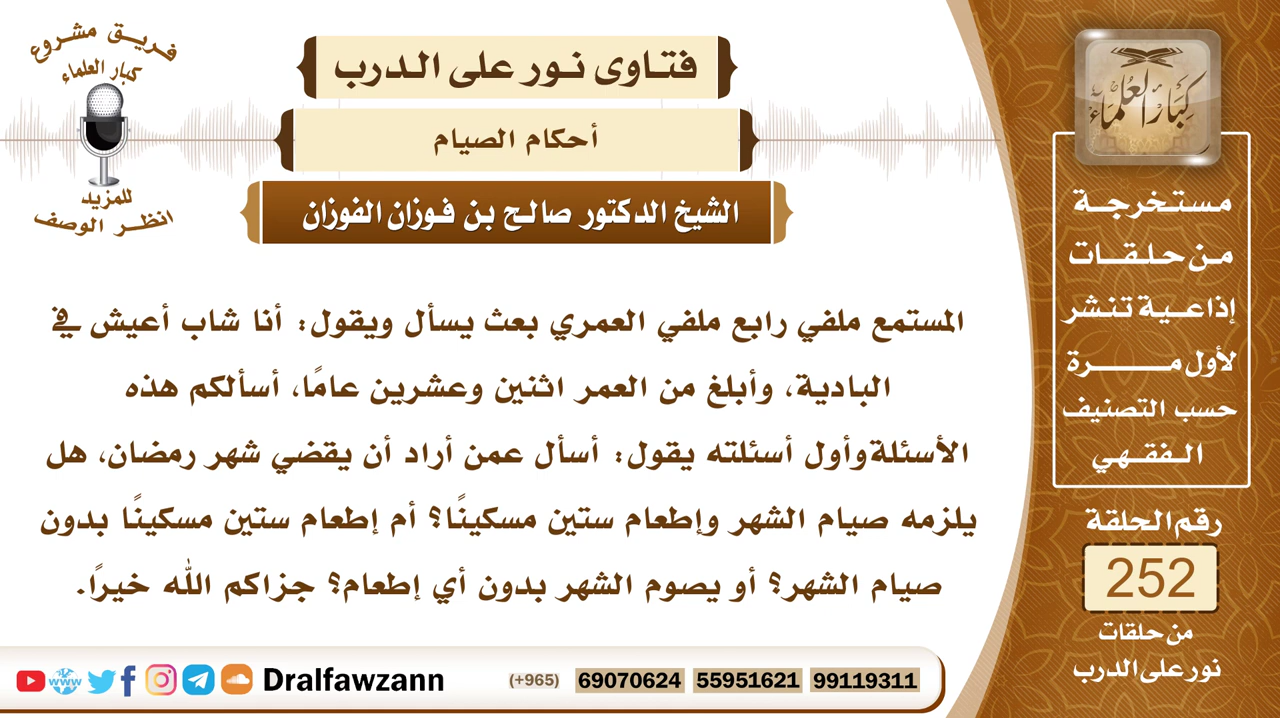 فريق مشروع
كبار العلماء
للمزيد
انظر الوصف
فتاوى نور على الدرب
أحكام الصيام
الشيخ الدكتور صالح بن فوزان الفوزان
المستمع ملفي رابع ملفي العمري بعث يسأل ويقول: أنا شاب أعيش في
البادية، وأبلغ من العمر اثنين وعشرين عامًا، أسألكم هذه
الأسئلة وأول أسئلته يقول: أسأل عمن أراد أن يقضي شهر رمضان، هل
يلزمه صيام الشهر وإطعام ستين مسكينًا؟ أم إطعام ستين مسكينًا بدون
صيام الشهر؟ أو يصوم الشهر بدون أي إطعام؟ جزاكم الله خيرًا.
كبار العلماء
مستخرجة
من حلقات
إذاعية تنشر
لأول مرة
حسب التصنيف
الفقهي
رقم الحلقة
252
من حلقات
نور على الدرب
www Dralfawzann (+965) 69070624 55951621 99119311